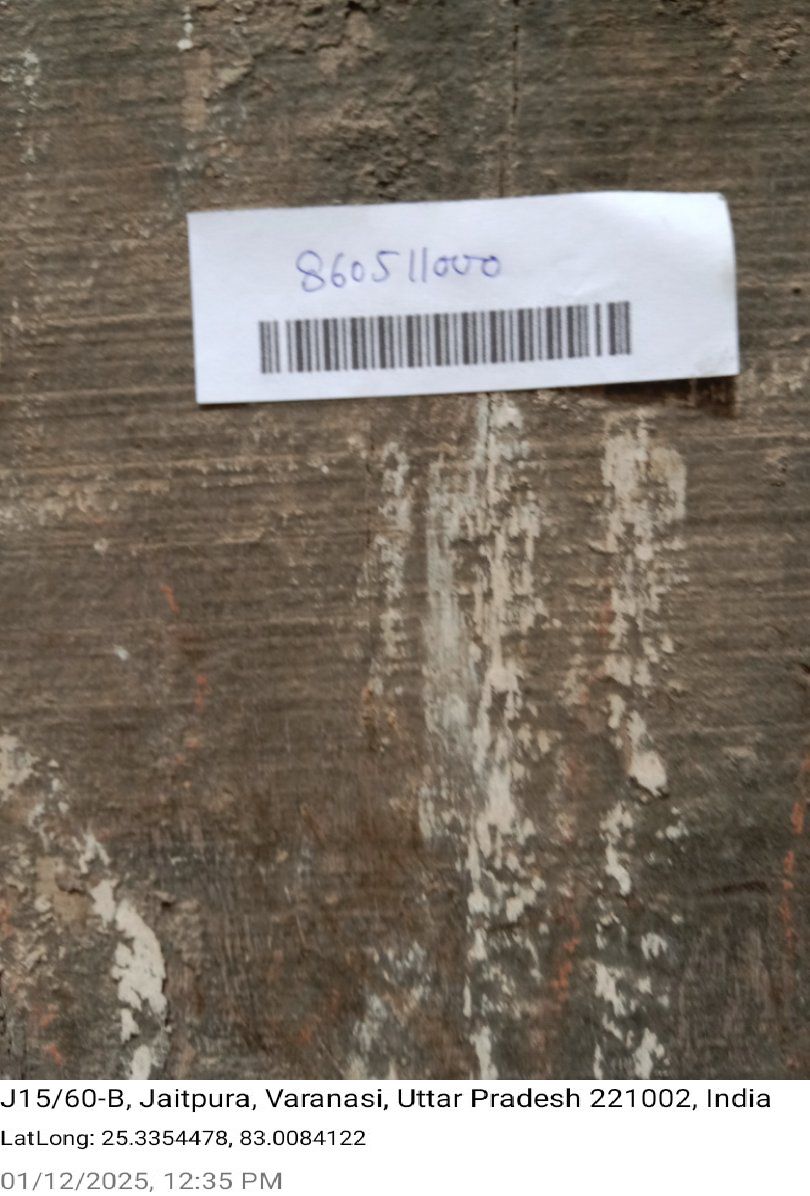 860511000
J15/60-B, Jaitpura, Varanasi, Uttar Pradesh 221002, India
LatLong: 25.3354478, 83.0084122
01/12/2025, 12:35 PM